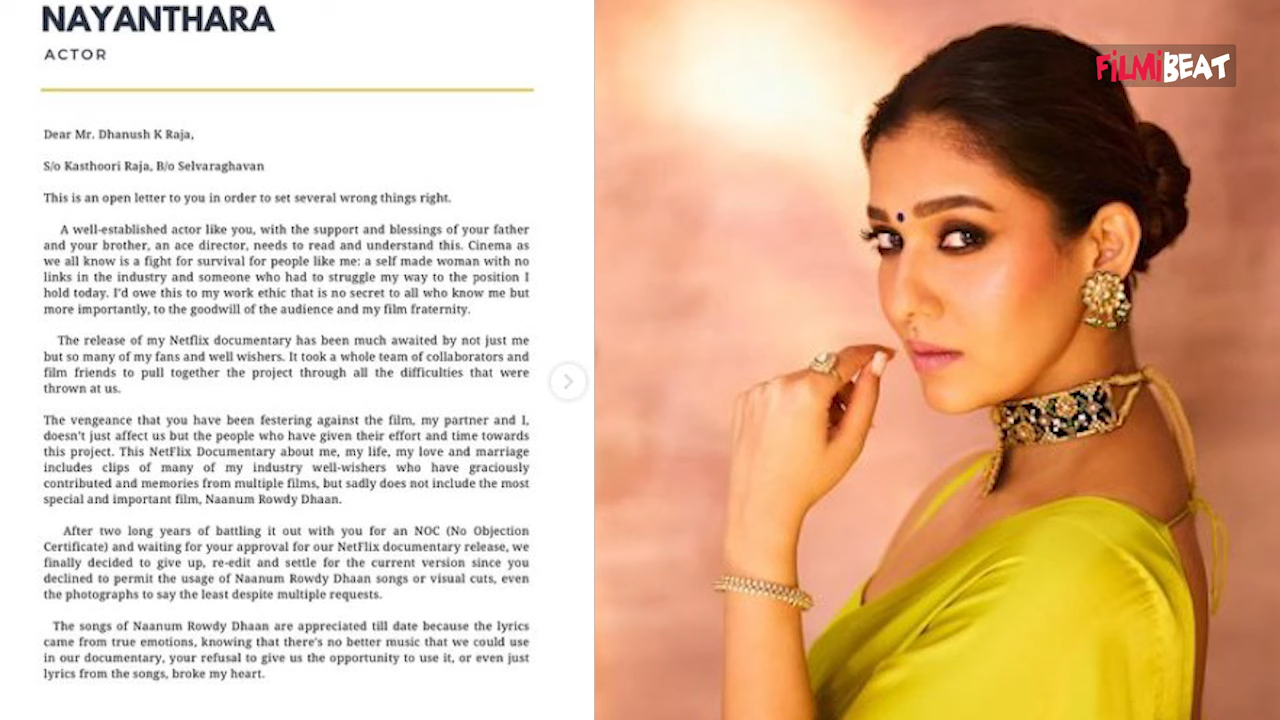 NAYANTHARA
ACTOR
Dear Mr. Dhanush K Raja,
S/o Kasthoori Raja, B/o Selvaraghavan
This is an open letter to you in order to set several wrong things right.
A well-established actor like you, with the support and blessings of your father
and your brother, an ace director, needs to read and understand this. Cinema as
we all know is a fight for survival for people like me: a self made woman with no
links in the industry and someone who had to struggle my way to the position I
hold today. I'd owe this to my work ethic that is no secret to all who know me but
more importantly, to the goodwill of the audience and my film fraternity.
The release of my Netflix documentary has been much awaited by not just me
but so many of my fans and well wishers. It took a whole team of collaborators and
film friends to pull together the project through all the difficulties that were
thrown at us.
The vengeance that you have been festering against the film, my partner and I,
doesn't just affect us but the people who have given their effort and time towards
this project. This NetFlix Documentary about me, my life, my love and marriage
includes clips of many of my industry well-wishers who have graciously
contributed and memories from multiple films, but sadly does not include the most
special and important film, Naanum Rowdy Dhaan.
After two long years of battling it out with you for an NOC (No Objection
Certificate) and waiting for your approval for our NetFlix documentary release, we
finally decided to give up, re-edit and settle for the current version since you
declined to permit the usage of Naanum Rowdy Dhaan songs or visual cuts, even
the photographs to say the least despite multiple requests.
The songs of Naanum Rowdy Dhaan are appreciated till date because the lyrics
came from true emotions, knowing that there's no better music that we could use
in our documentary, your refusal to give us the opportunity to use it, or even just
lyrics from the songs, broke my heart.
FiLMiBEAT